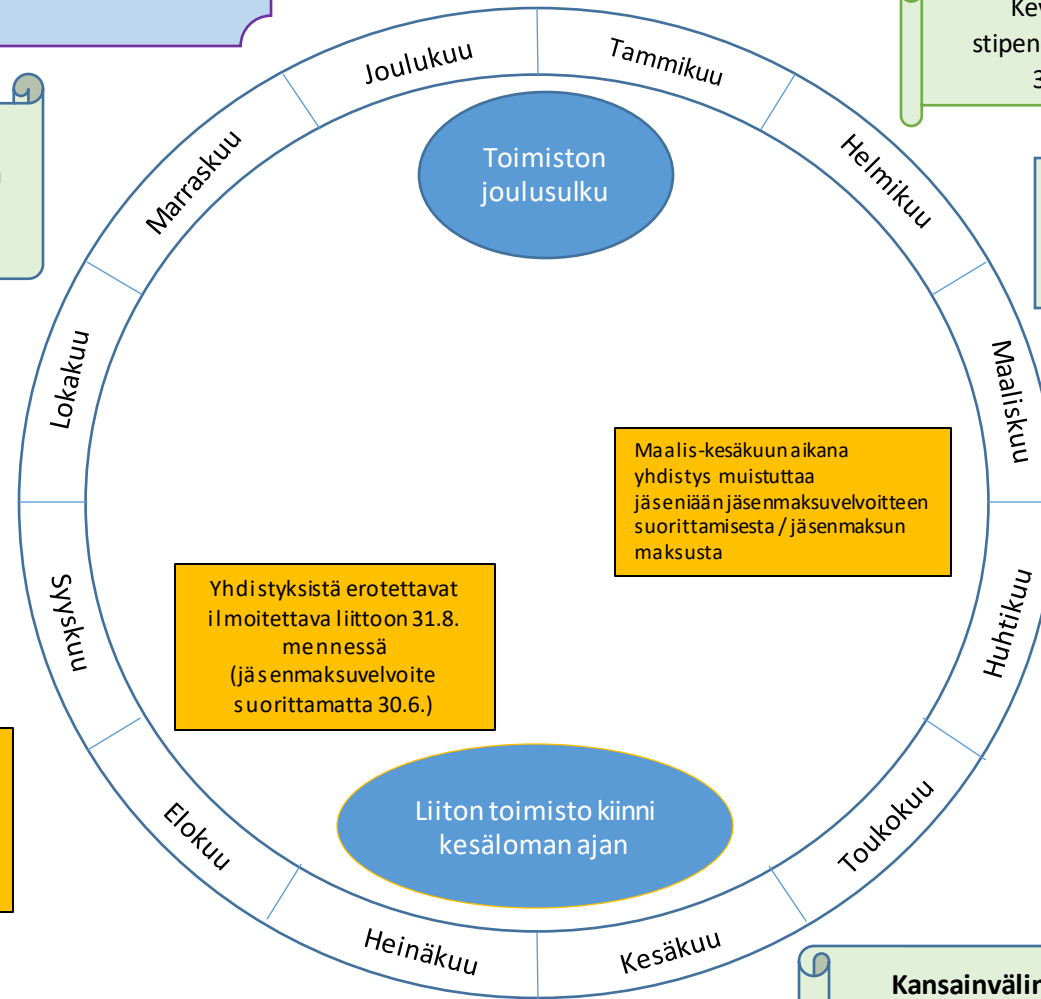 Joulukuu
Tammikuu
Helmikuu
Maaliskuu
Huhtikuu
Toukokuu
Kesäkuu
Heinäkuu
Elokuu
Syyskuu
Lokakuu
Marraskuu
Toimiston
joulusulku
Maalis-kesäkuun aikana
yhdistys muistuttaa
jäseniään jäsenmaksuvelvoitteen
suorittamisesta / jäsenmaksun
maksusta
Yhdistyksistä erotettavat
ilmoitettava liittoon 31.8.
mennessä
(jäsenmaksuvelvoite
suorittamatta 30.6.)
Liiton toimisto kiinni
kesäloman ajan